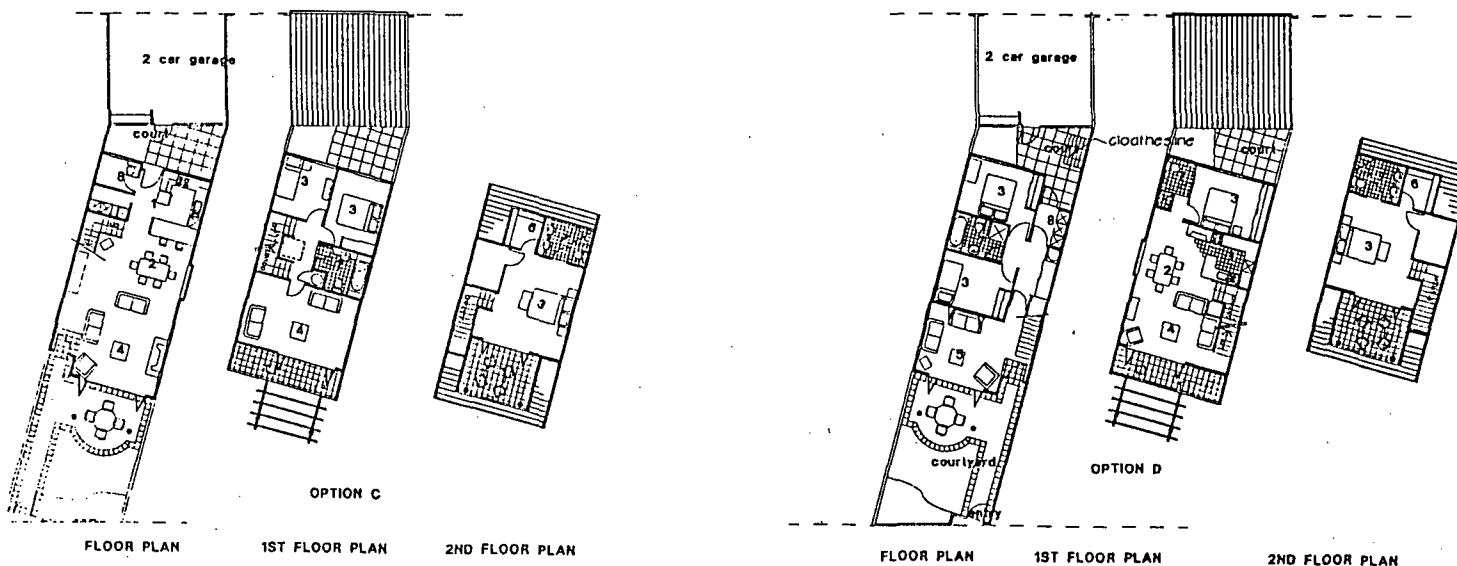 2 car garage
court
8
3
3
2
4
4
6
3
OPTION C
FLOOR PLAN
1ST FLOOR PLAN
2ND FLOOR PLAN
2 car garage
cloathesline
court
court
3
8
3
5
courtyard
entry
3
2
4
6
3
OPTION D
FLOOR PLAN
1ST FLOOR PLAN
2ND FLOOR PLAN